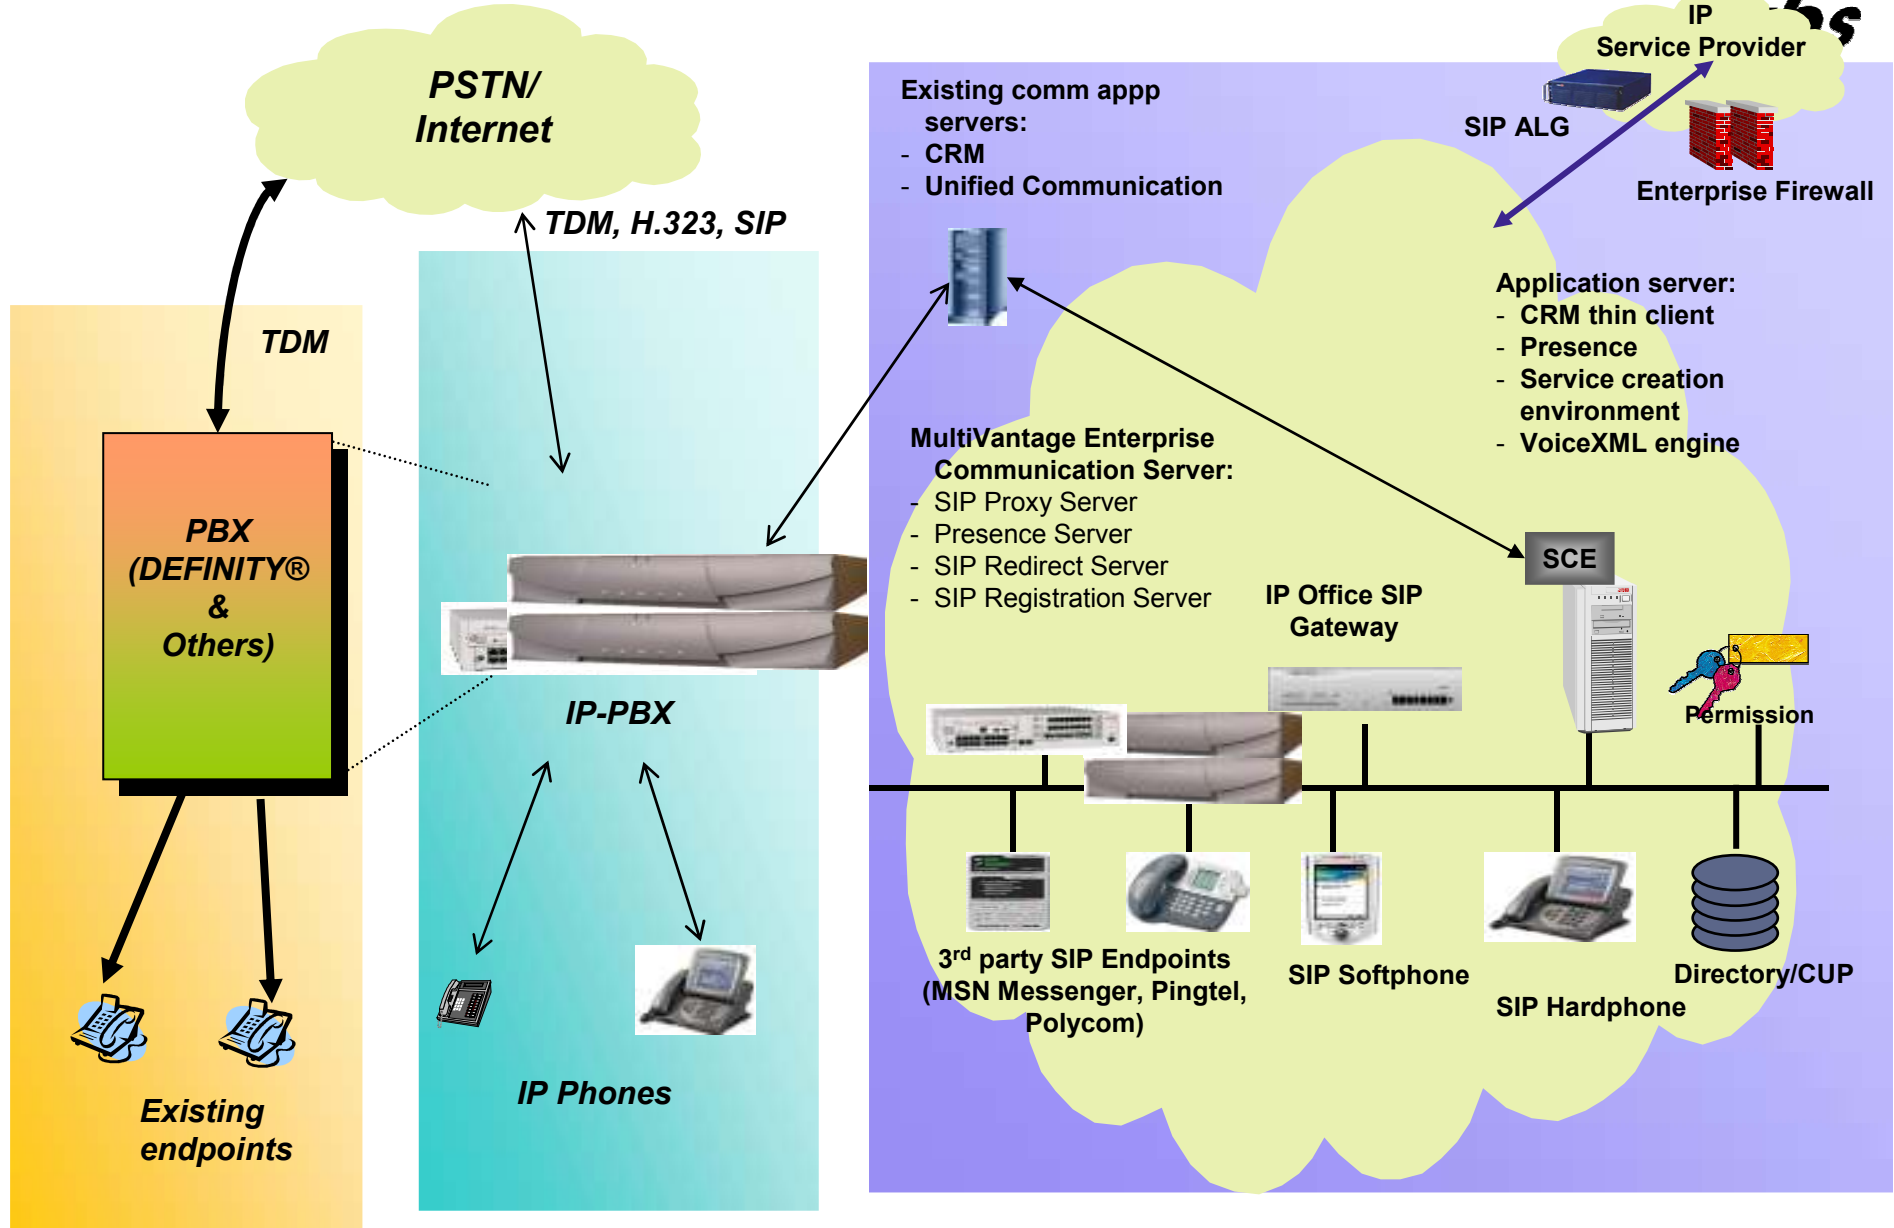 PSTN/
Internet
TDM, H.323, SIP
TDM
PBX
(DEFINITY®
&
Others)
Existing
endpoints
IP-PBX
IP Phones
Existing comm appp
servers:
- CRM
- Unified Communication
IP
Service Provider
SIP ALG
Enterprise Firewall
Application server:
- CRM thin client
- Presence
- Service creation
environment
- VoiceXML engine
MultiVantage Enterprise
Communication Server:
- SIP Proxy Server
- Presence Server
- SIP Redirect Server
- SIP Registration Server
IP Office SIP
Gateway
SCE
Permission
3rd party SIP Endpoints
(MSN Messenger, Pingtel,
Polycom)
SIP Softphone
SIP Hardphone
Directory/CUP